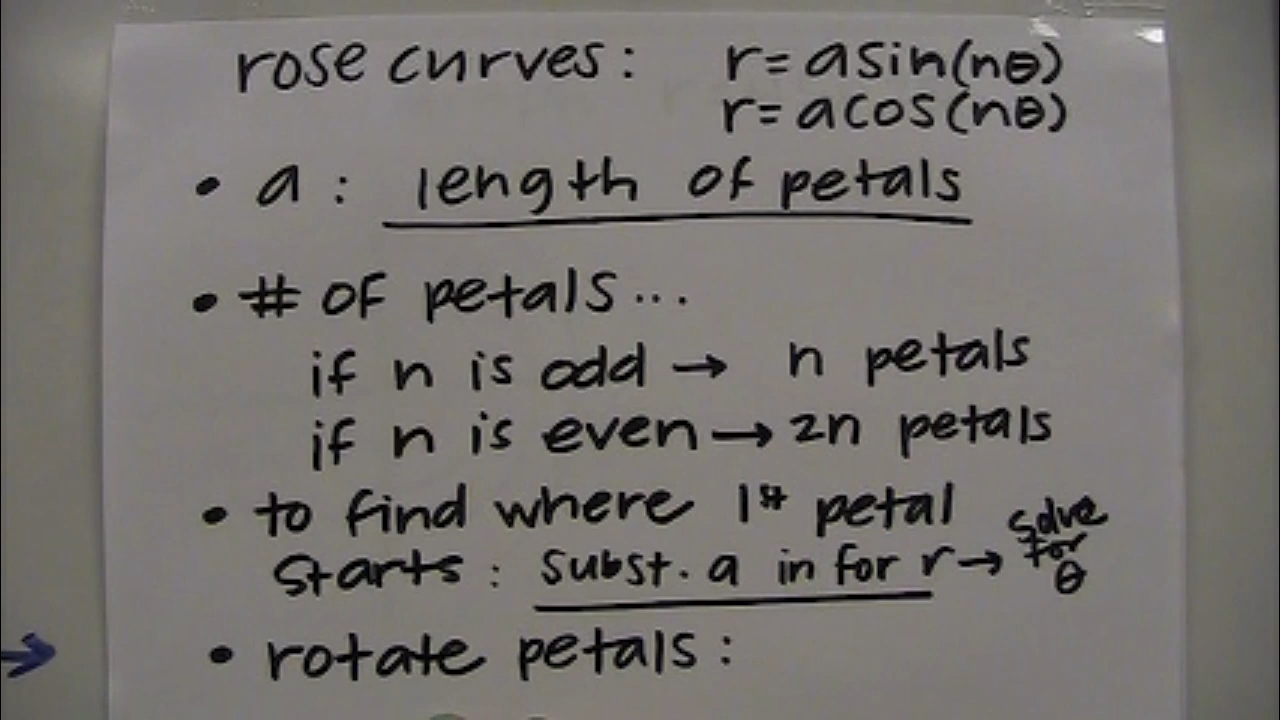 rose curves: r=asin(nθ)
r=acos(nθ)
• a: length of petals
• # of petals...
if n is odd → n petals
if n is even → 2n petals
• to find where 1st petal
starts: subst. a in for r → solve for θ
• rotate petals: